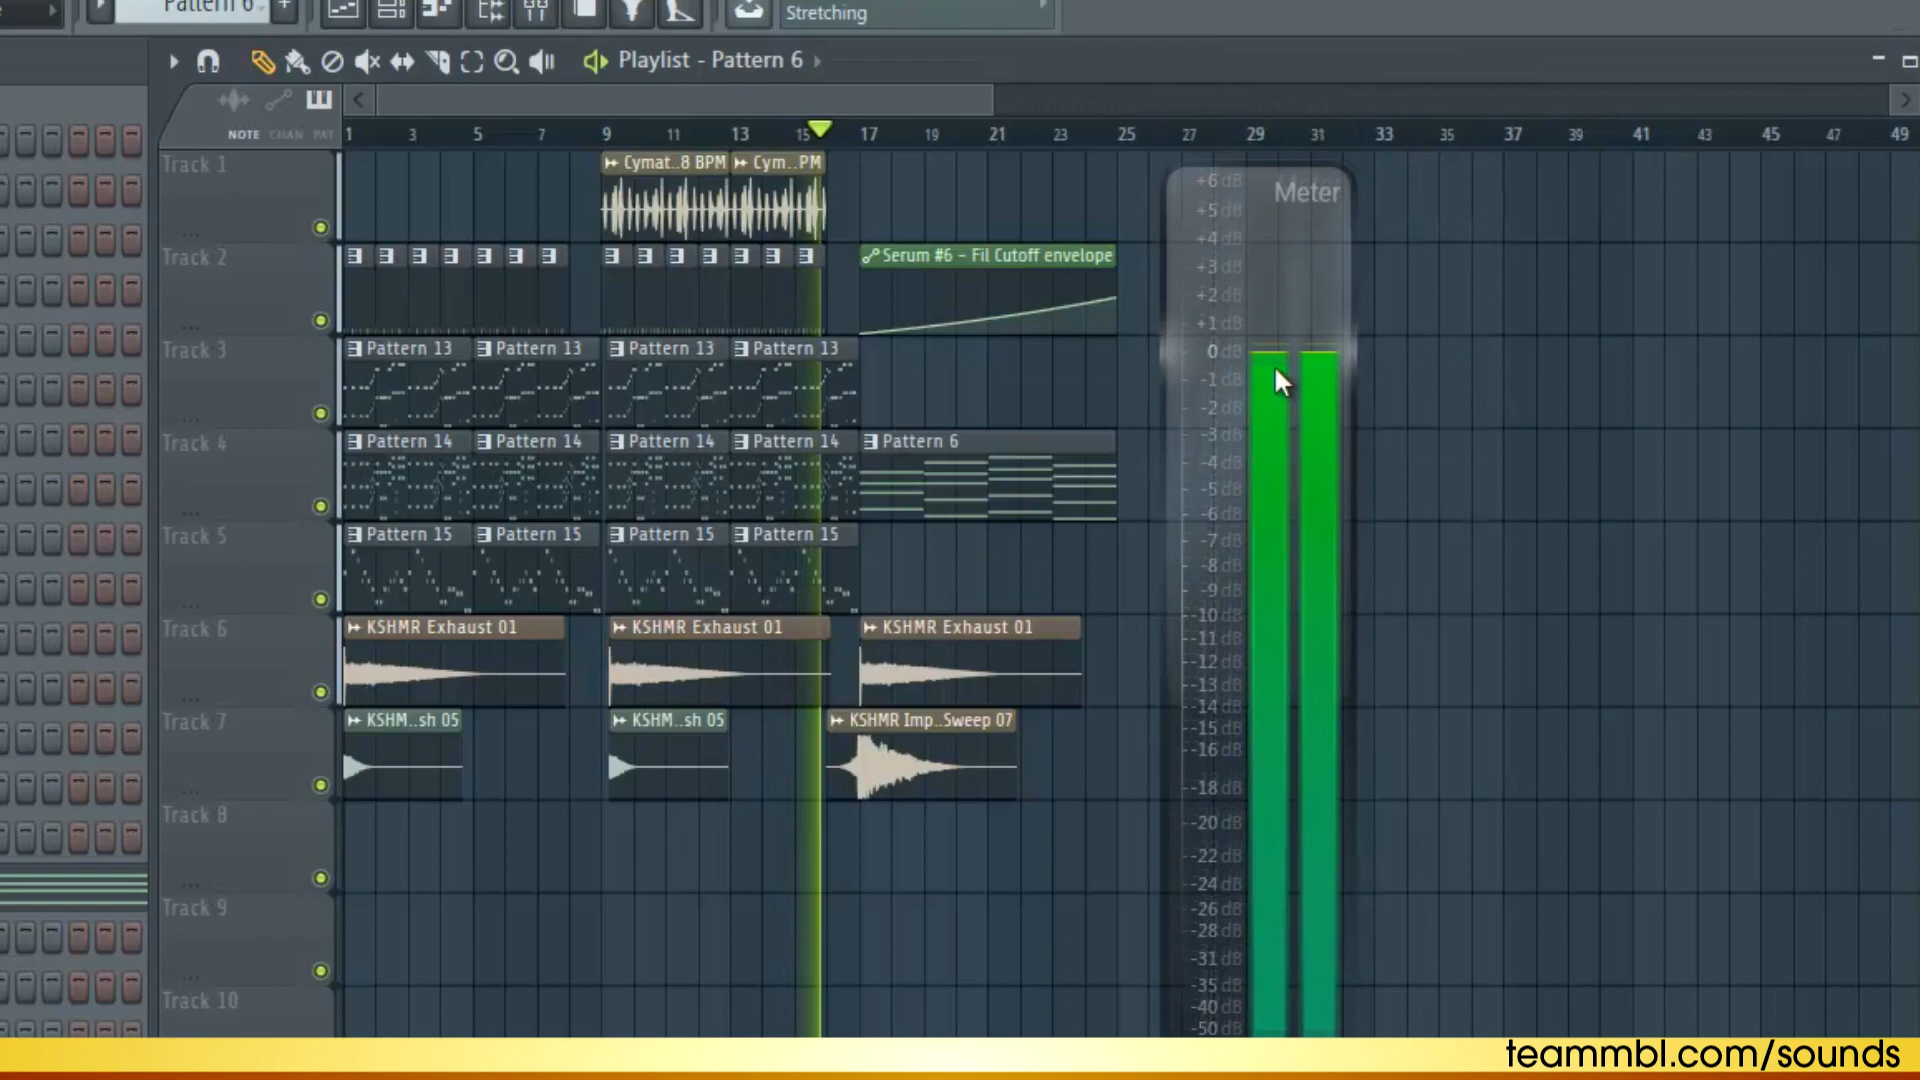 Pattern 6
Stretching
Playlist - Pattern 6
NOTE CHAN PAT
1 3 5 7 9 11 13 15 17 19 21 23 25 27 29 31 33 35 37 39 41 43 45 47 49
Track 1
Cymat..8 BPM Cym..PM
Track 2
Serum #6 - Fil Cutoff envelope
Track 3
Pattern 13 Pattern 13 Pattern 13 Pattern 13
Track 4
Pattern 14 Pattern 14 Pattern 14 Pattern 14 Pattern 6
Track 5
Pattern 15 Pattern 15 Pattern 15 Pattern 15
Track 6
KSHMR Exhaust 01 KSHMR Exhaust 01 KSHMR Exhaust 01
Track 7
KSHM..sh 05 KSHM..sh 05 KSHMR Imp..Sweep 07
Track 8
Track 9
Track 10
Meter
+6 dB
+5 dB
+4 dB
+3 dB
+2 dB
+1 dB
0 dB
-1 dB
-2 dB
-3 dB
-4 dB
-5 dB
-6 dB
-7 dB
-8 dB
-9 dB
-10 dB
-11 dB
-12 dB
-13 dB
-14 dB
-15 dB
-16 dB
-18 dB
-20 dB
-22 dB
-24 dB
-26 dB
-28 dB
-31 dB
-35 dB
-40 dB
-50 dB
teammbl.com/sounds